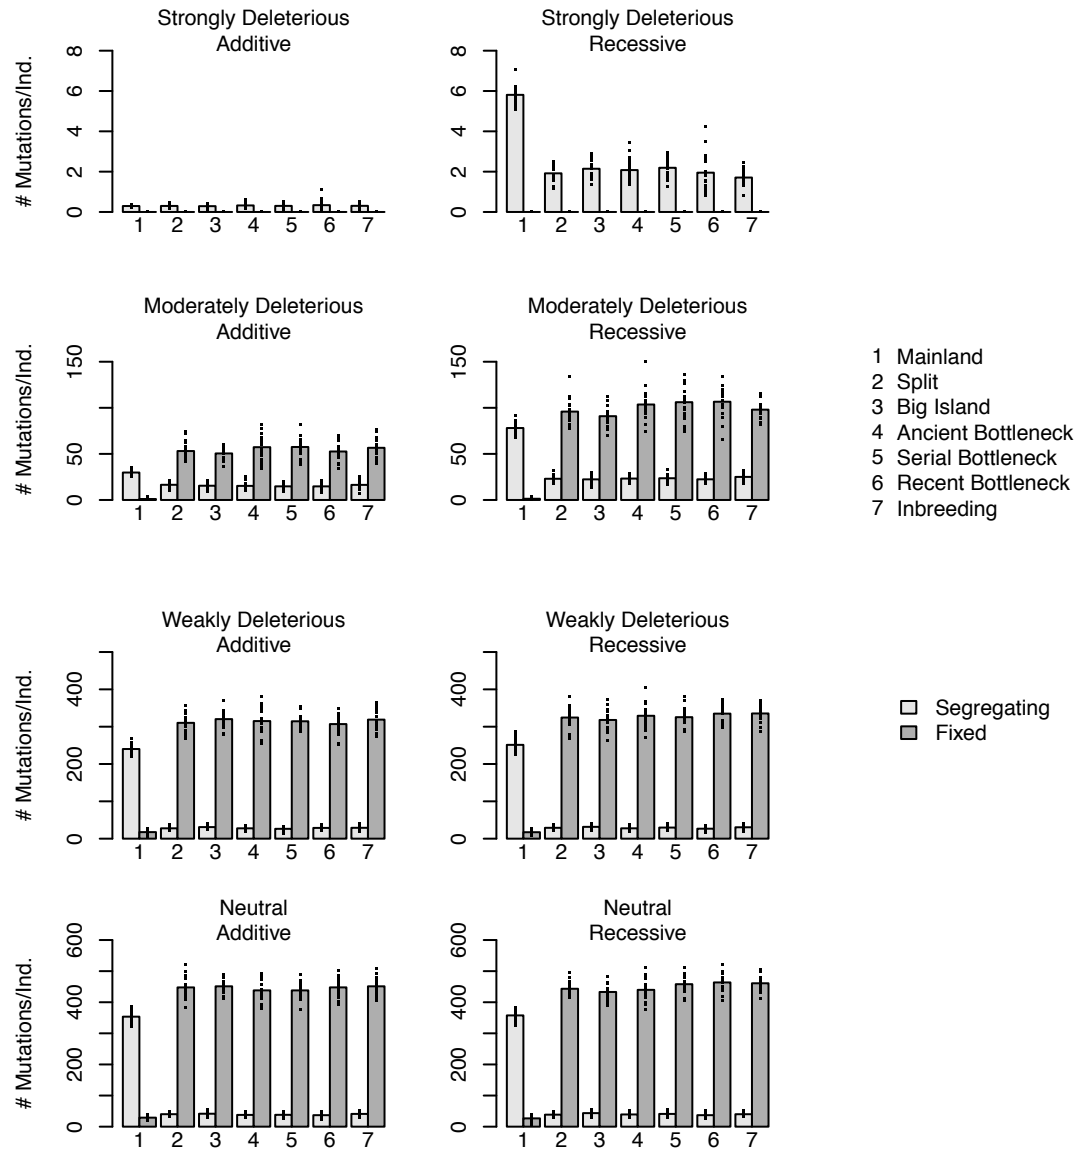 Strongly Deleterious
Additive
# Mutations/Ind.
8
6
4
2
0
1 2 3 4 5 6 7
Strongly Deleterious
Recessive
8
6
4
2
0
1 2 3 4 5 6 7
Moderately Deleterious
Additive
# Mutations/Ind.
150
50
0
1 2 3 4 5 6 7
Moderately Deleterious
Recessive
150
50
0
1 2 3 4 5 6 7
1 Mainland
2 Split
3 Big Island
4 Ancient Bottleneck
5 Serial Bottleneck
6 Recent Bottleneck
7 Inbreeding
Weakly Deleterious
Additive
# Mutations/Ind.
400
200
0
1 2 3 4 5 6 7
Weakly Deleterious
Recessive
400
200
0
1 2 3 4 5 6 7
Segregating
Fixed
Neutral
Additive
# Mutations/Ind.
600
400
200
0
1 2 3 4 5 6 7
Neutral
Recessive
600
400
200
0
1 2 3 4 5 6 7